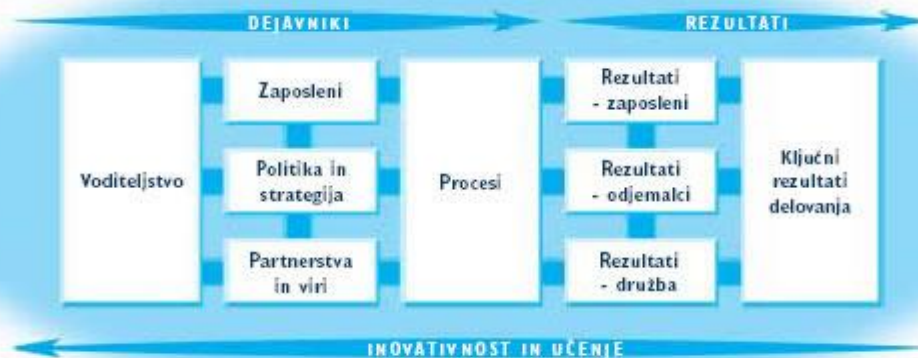 DEJAVNIKI
REZULTATI
Voditeljstvo
Zaposleni
Politika in
strategija
Partnerstva
in viri
Procesi
Rezultati
- zaposleni
Rezultati
- odjemalci
Rezultati
- družba
Ključni
rezultati
delovanja
INOVATIVNOST IN UČENJE